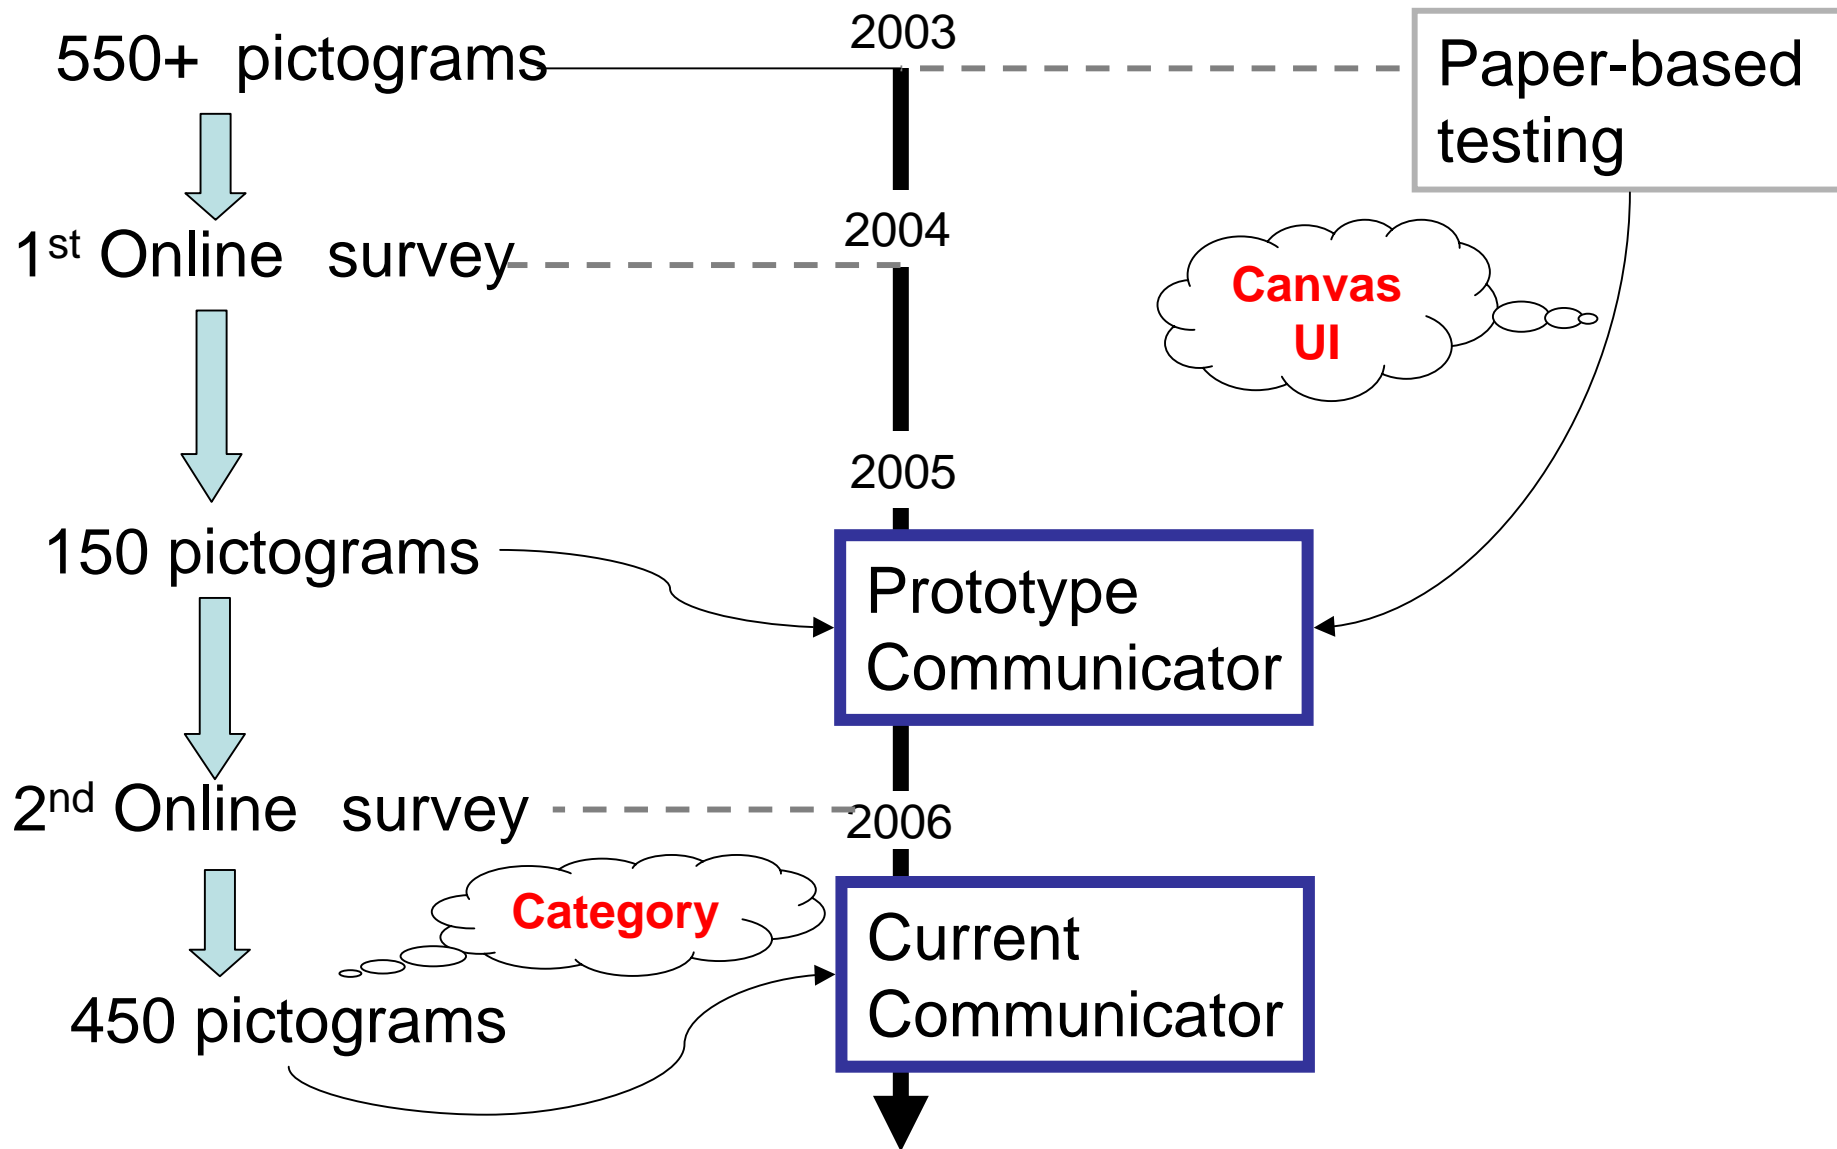 550+ pictograms
2003
Paper-based
testing
1st Online survey
2004
Canvas
UI
2005
150 pictograms
Prototype
Communicator
2nd Online survey
2006
Category
Current
Communicator
450 pictograms